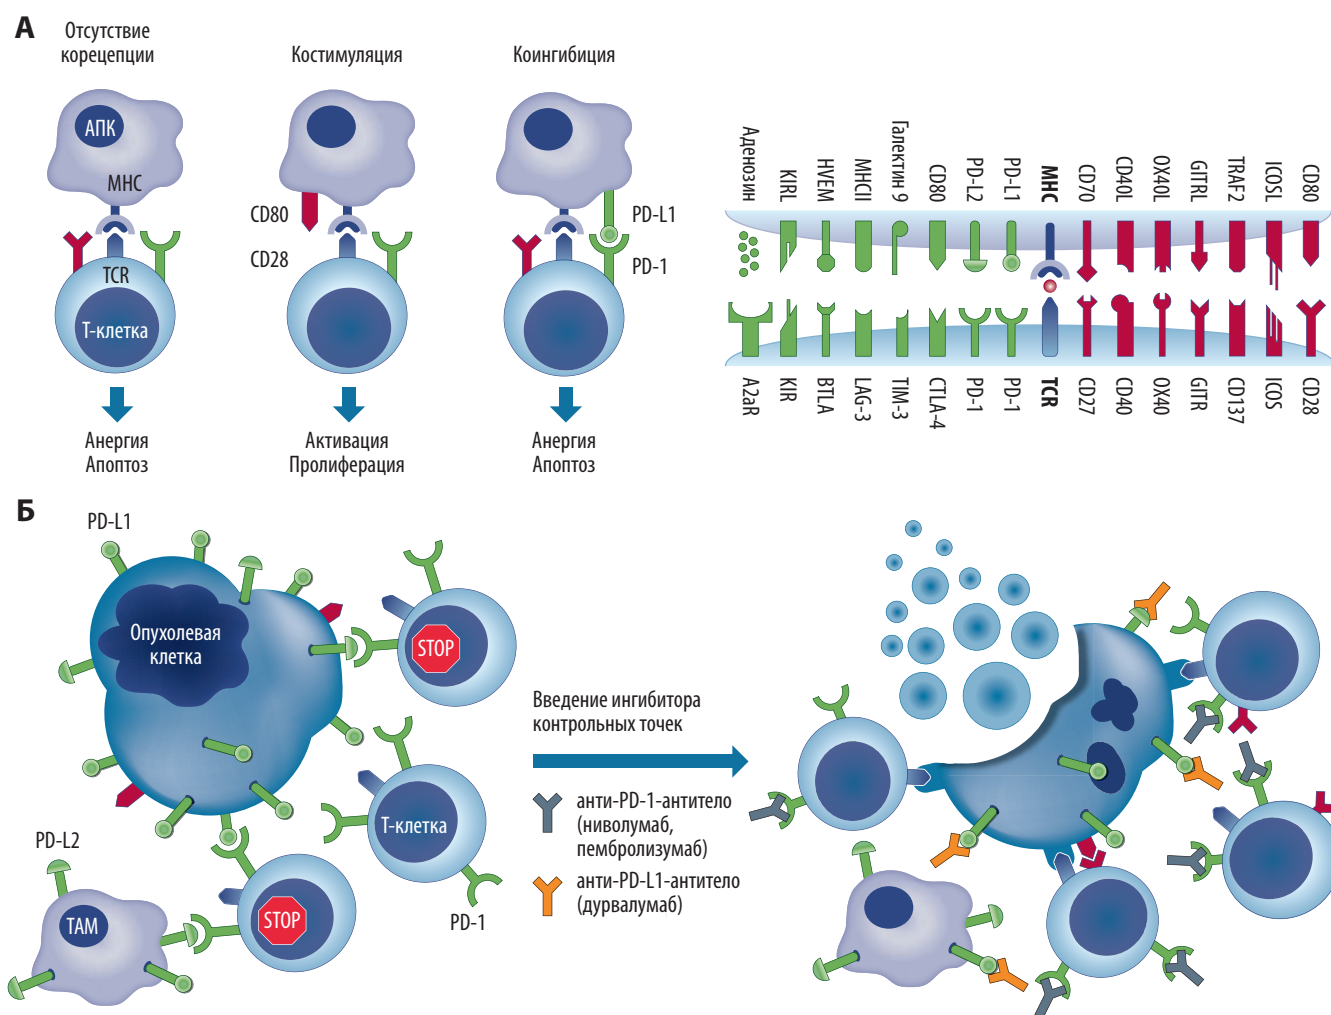 А
Отсутствие
корецепции
Костимуляция
Коингибиция
АПК
MHC
CD80
CD28
PD-L1
PD-1
TCR
Т-клетка
Анергия
Апоптоз
Активация
Пролиферация
Анергия
Апоптоз
Аденозин
KIRL
HVEM
MHCII
Галектин 9
CD80
PD-L2
PD-L1
MHC
CD70
CD40L
OX40L
GITRL
TRAF2
ICOSL
CD80
A2aR
KIR
BTLA
LAG-3
TIM-3
CTLA-4
PD-1
PD-1
TCR
CD27
CD40
OX40
GITR
CD137
ICOS
CD28
Б
PD-L1
Опухолевая
клетка
STOP
Т-клетка
PD-L2
TAM
STOP
PD-1
Введение ингибитора
контрольных точек
анти-PD-1-антитело
(ниволумаб,
пембролизумаб)
анти-PD-L1-антитело
(дурвалумаб)